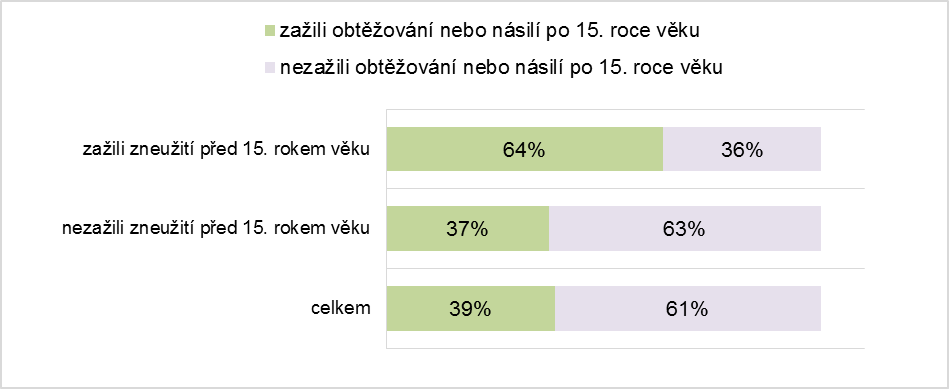 zažili obtěžování nebo násilí po 15. roce věku
nezažili obtěžování nebo násilí po 15. roce věku
zažili zneužití před 15. rokem věku
64%
36%
nezažili zneužití před 15. rokem věku
37%
63%
celkem
39%
61%